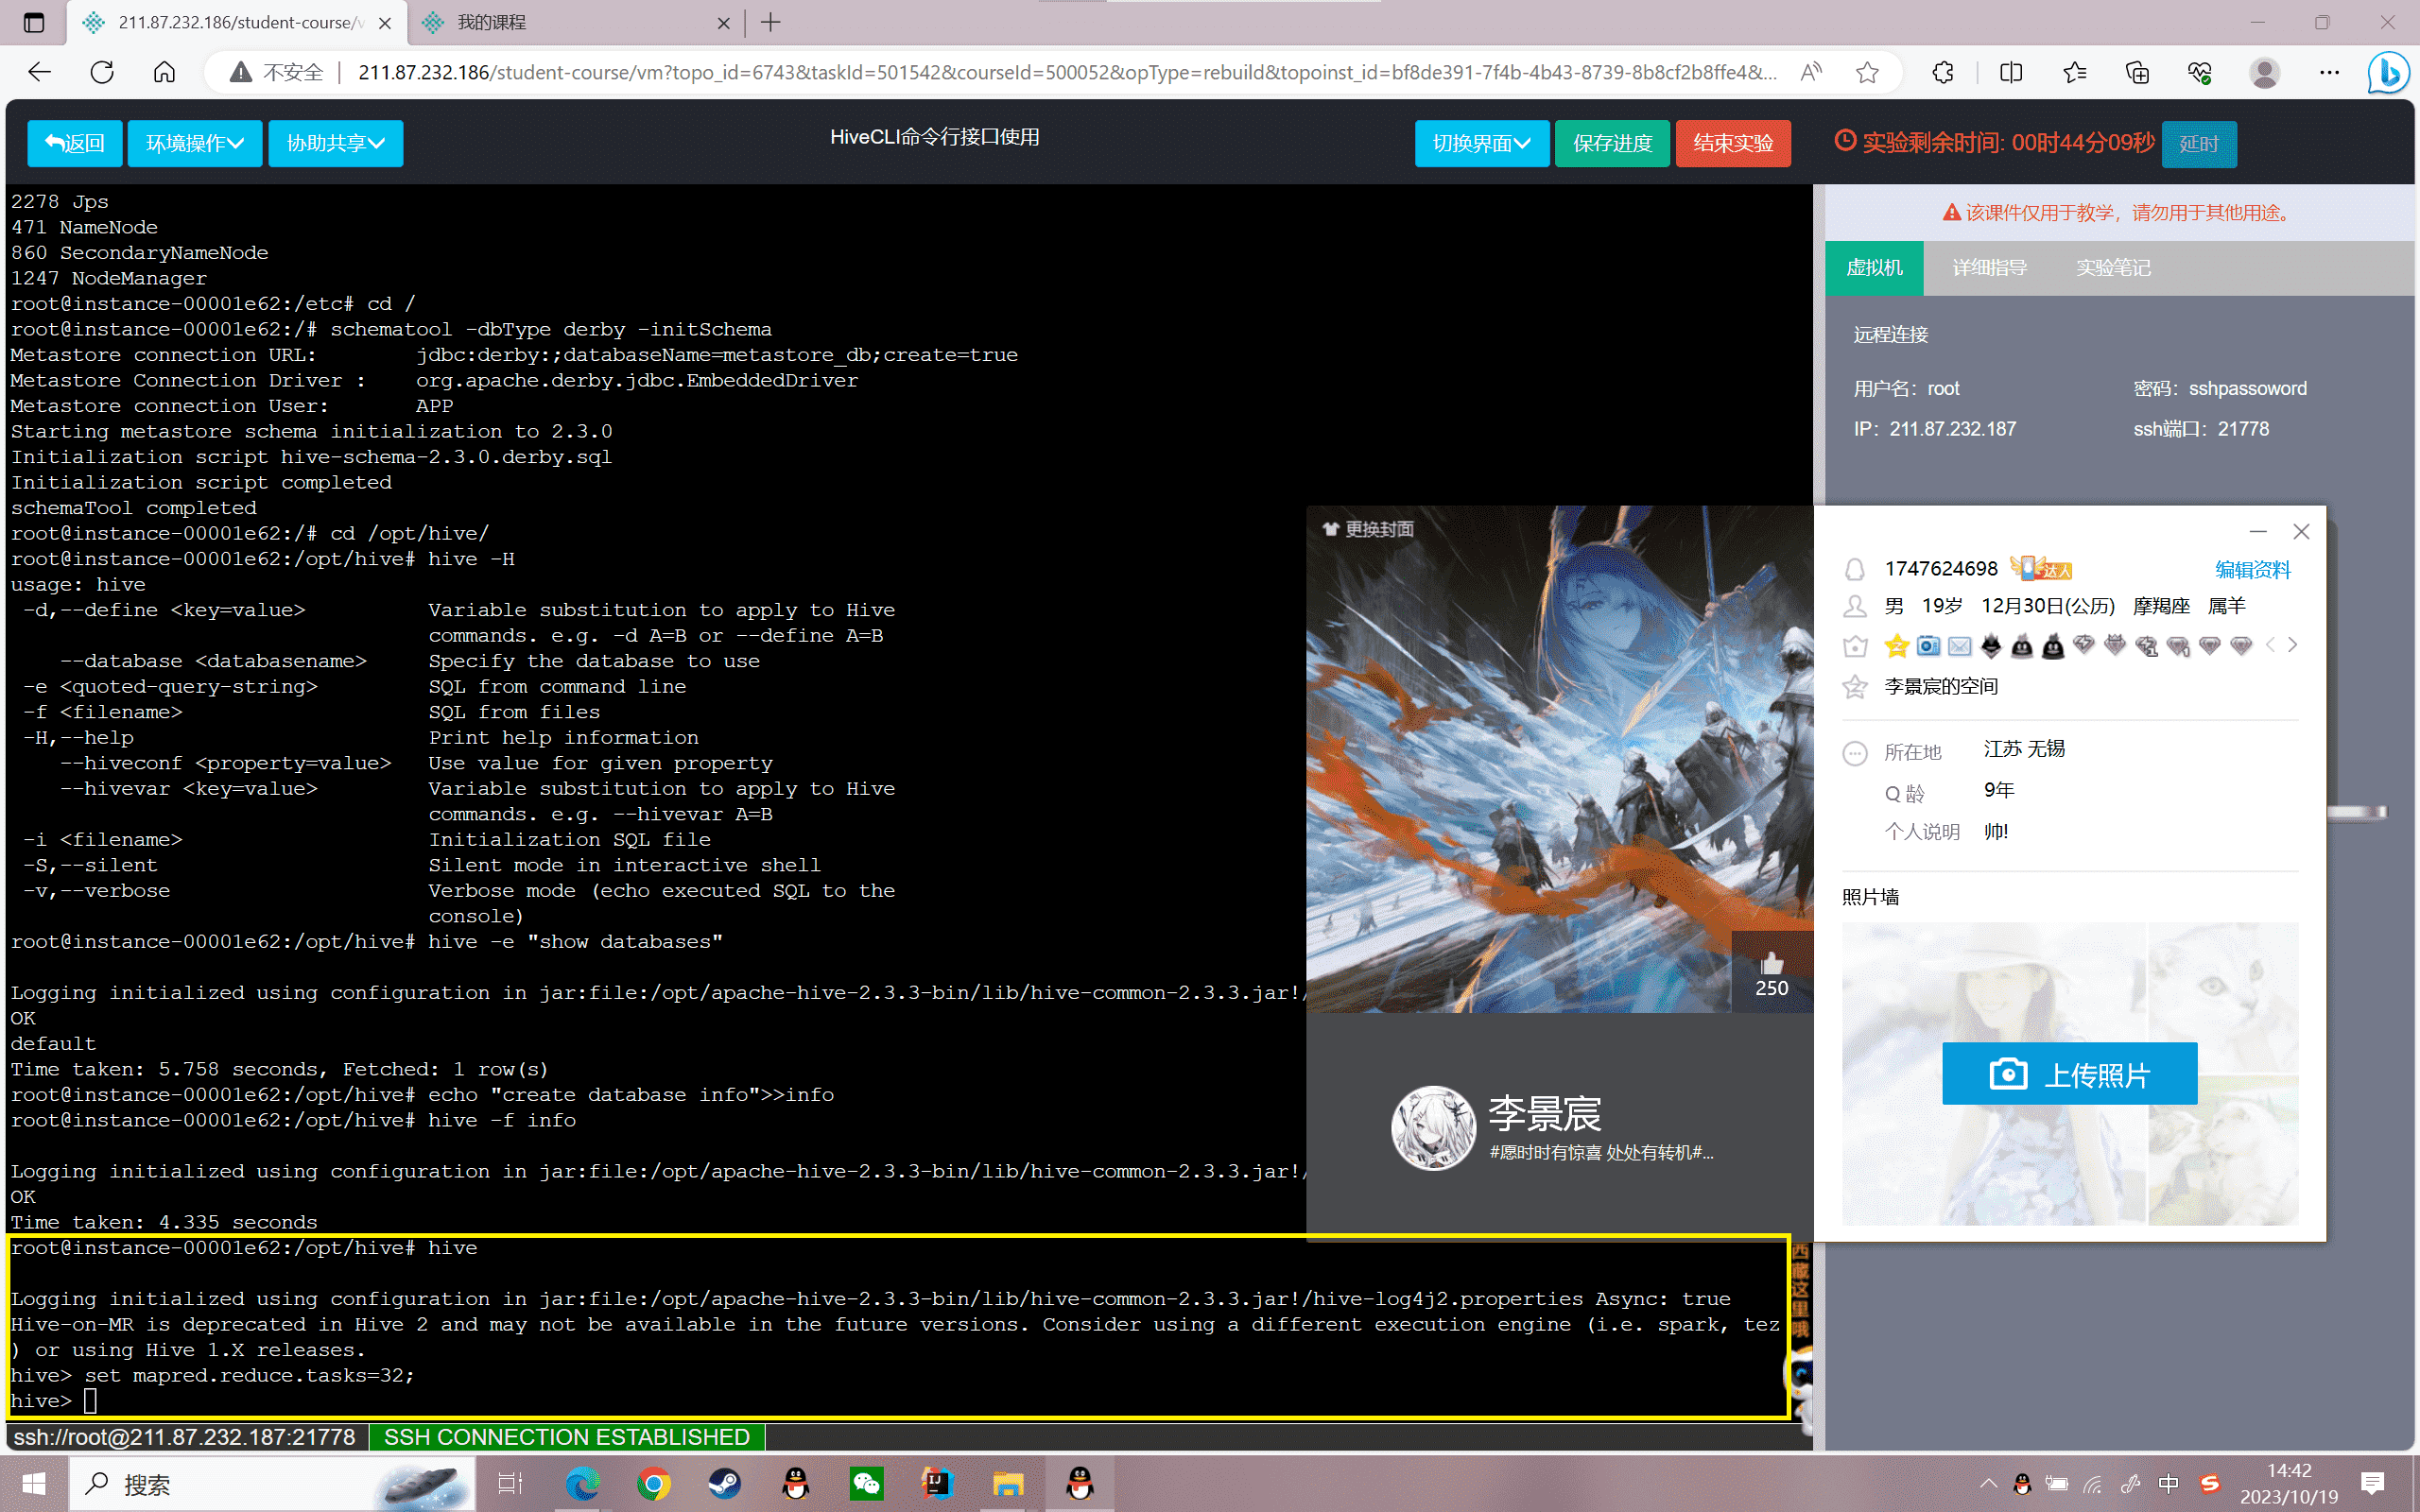 211.87.232.186/student-course/v
我的课程
不安全
211.87.232.186/student-course/vm?topo_id=6743&taskId=501542&courseId=500052&opType=rebuild&topoinst_id=bf8de391-7f4b-4b43-8739-8b8cf2b8ffe4&...
返回
环境操作
协助共享
HiveCLI命令行接口使用
切换界面
保存进度
结束实验
实验剩余时间: 00时44分09秒
延时
2278 Jps
471 NameNode
860 SecondaryNameNode
1247 NodeManager
root@instance-00001e62:/etc# cd /
root@instance-00001e62:/# schematool -dbType derby -initSchema
Metastore connection URL:        jdbc:derby:;databaseName=metastore_db;create=true
Metastore Connection Driver :    org.apache.derby.jdbc.EmbeddedDriver
Metastore connection User:       APP
Starting metastore schema initialization to 2.3.0
Initialization script hive-schema-2.3.0.derby.sql
Initialization script completed
schemaTool completed
root@instance-00001e62:/# cd /opt/hive/
root@instance-00001e62:/opt/hive# hive -H
usage: hive
 -d,--define <key=value>          Variable substitution to apply to Hive
                                  commands. e.g. -d A=B or --define A=B
    --database <databasename>     Specify the database to use
 -e <quoted-query-string>         SQL from command line
 -f <filename>                    SQL from files
 -H,--help                        Print help information
    --hiveconf <property=value>   Use value for given property
    --hivevar <key=value>         Variable substitution to apply to Hive
                                  commands. e.g. --hivevar A=B
 -i <filename>                    Initialization SQL file
 -S,--silent                      Silent mode in interactive shell
 -v,--verbose                     Verbose mode (echo executed SQL to the
                                  console)
root@instance-00001e62:/opt/hive# hive -e "show databases"
Logging initialized using configuration in jar:file:/opt/apache-hive-2.3.3-bin/lib/hive-common-2.3.3.jar!/
OK
default
Time taken: 5.758 seconds, Fetched: 1 row(s)
root@instance-00001e62:/opt/hive# echo "create database info">>info
root@instance-00001e62:/opt/hive# hive -f info
Logging initialized using configuration in jar:file:/opt/apache-hive-2.3.3-bin/lib/hive-common-2.3.3.jar!/
OK
Time taken: 4.335 seconds
root@instance-00001e62:/opt/hive# hive
Logging initialized using configuration in jar:file:/opt/apache-hive-2.3.3-bin/lib/hive-common-2.3.3.jar!/hive-log4j2.properties Async: true
Hive-on-MR is deprecated in Hive 2 and may not be available in the future versions. Consider using a different execution engine (i.e. spark, tez
) or using Hive 1.X releases.
hive> set mapred.reduce.tasks=32;
hive>
ssh://root@211.87.232.187:21778
SSH CONNECTION ESTABLISHED
该课件仅用于教学，请勿用于其他用途。
虚拟机
详细指导
实验笔记
远程连接
用户名：root
密码：sshpassoword
IP：211.87.232.187
ssh端口：21778
更换封面
250
李景宸
#愿时时有惊喜 处处有转机#...
1747624698
达人
编辑资料
男 19岁 12月30日(公历) 摩羯座 属羊
李景宸的空间
所在地 江苏 无锡
Q 龄 9年
个人说明 帅!
照片墙
上传照片
西藏这里哦
搜索
中
14:42
2023/10/19